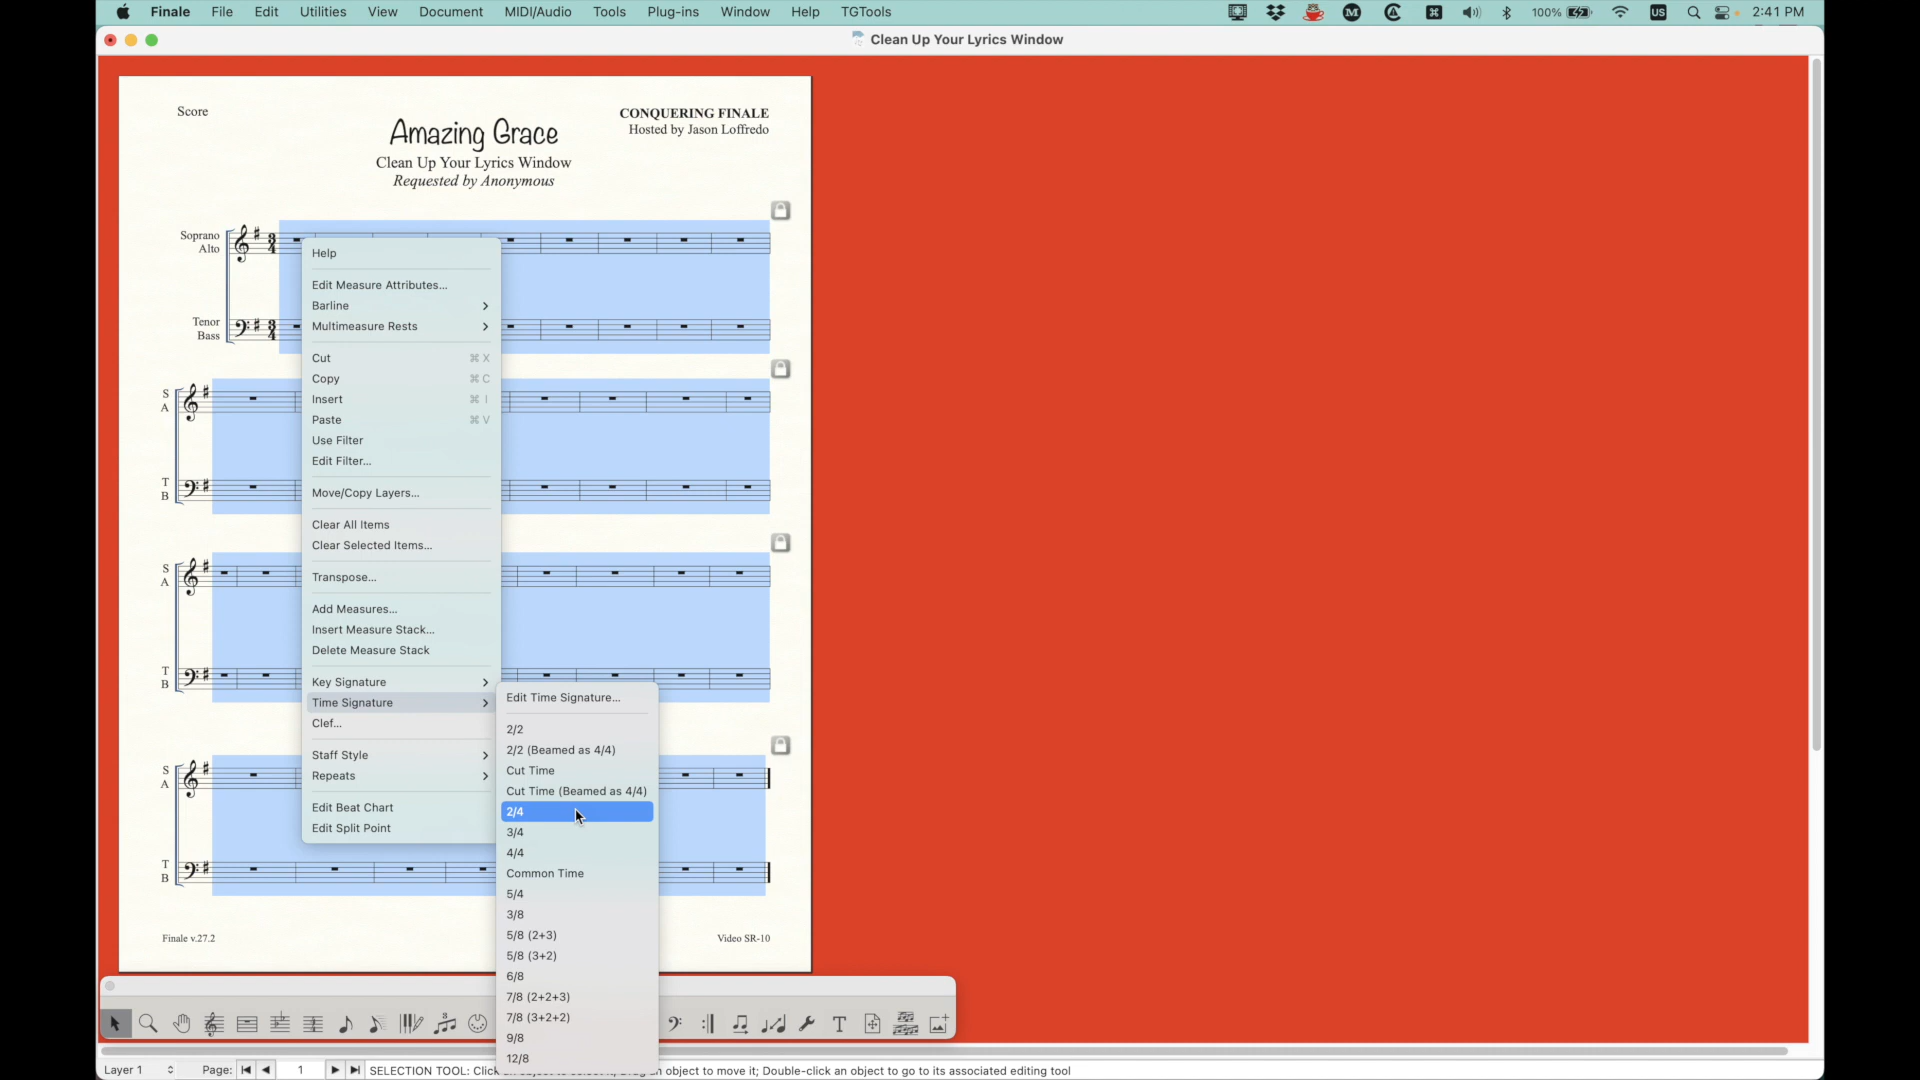 Finale File Edit Utilities View Document MIDI/Audio Tools Plug-ins Window Help TGTools 100% US 2:41 PM
Clean Up Your Lyrics Window
Score
CONQUERING FINALE
Hosted by Jason Loffredo
Amazing Grace
Clean Up Your Lyrics Window
Requested by Anonymous
Soprano
Alto
Tenor
Bass
S
A
T
B
S
A
T
B
S
A
T
B
Help
Edit Measure Attributes...
Barline
Multimeasure Rests
Cut ⌘ X
Copy ⌘ C
Insert ⌘ I
Paste ⌘ V
Use Filter
Edit Filter...
Move/Copy Layers...
Clear All Items
Clear Selected Items...
Transpose...
Add Measures...
Insert Measure Stack...
Delete Measure Stack
Key Signature
Time Signature
Clef...
Staff Style
Repeats
Edit Beat Chart
Edit Split Point
Edit Time Signature...
2/2
2/2 (Beamed as 4/4)
Cut Time
Cut Time (Beamed as 4/4)
2/4
3/4
4/4
Common Time
5/4
3/8
5/8 (2+3)
5/8 (3+2)
6/8
7/8 (2+2+3)
7/8 (3+2+2)
9/8
12/8
Finale v.27.2
Video SR-10
Layer 1 Page: 1 SELECTION TOOL: Click object to move it; Double-click an object to go to its associated editing tool